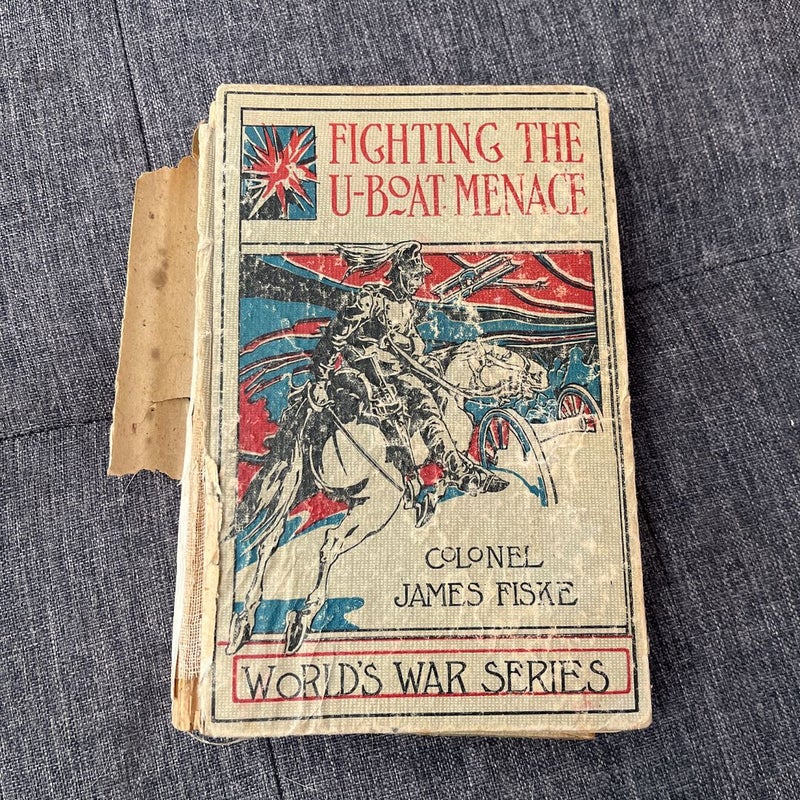 FIGHTING THE
U-BOAT MENACE
COLONEL
JAMES FISKE
WORLD'S WAR SERIES